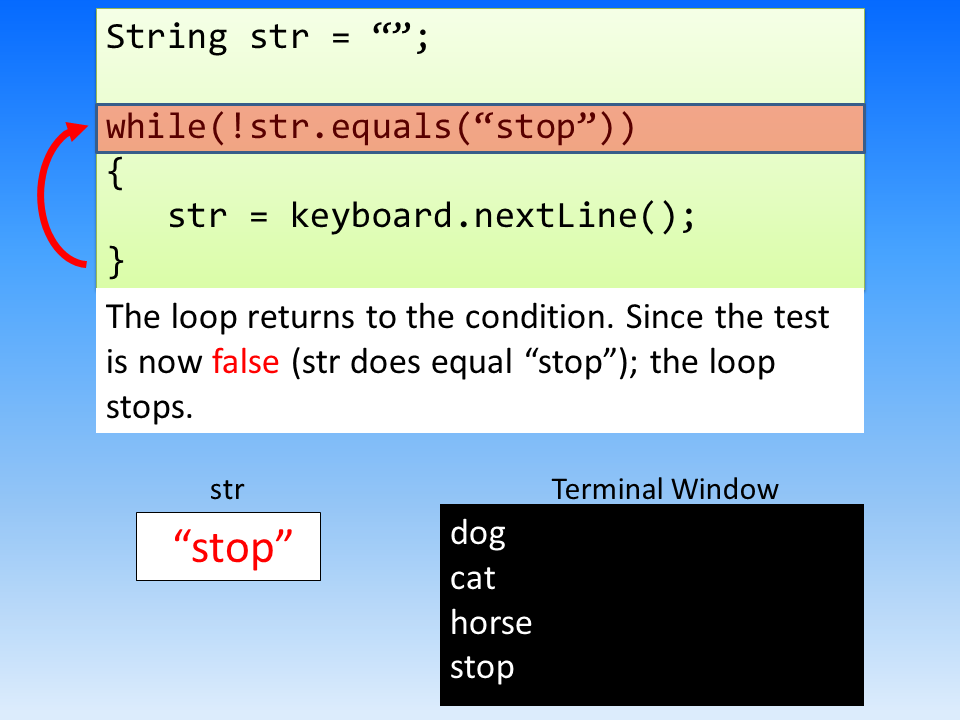 String str = “”;
while(!str.equals(“stop”))
{
str = keyboard.nextLine();
}
The loop returns to the condition. Since the test
is now false (str does equal “stop”); the loop
stops.
str
“stop”
Terminal Window
dog
cat
horse
stop